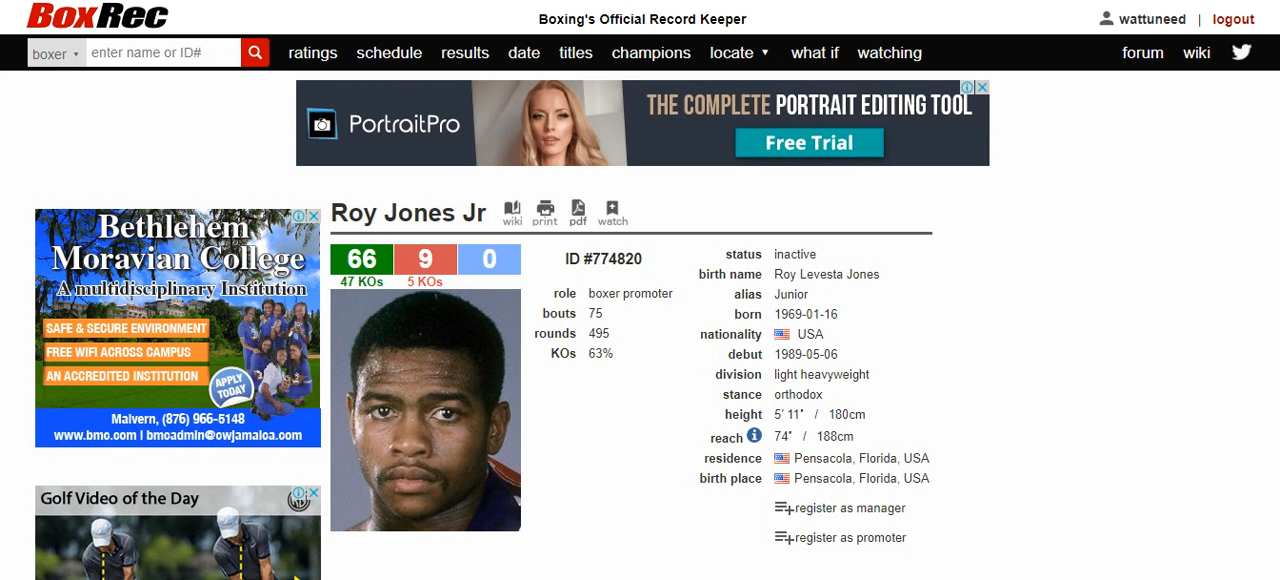 BoxRec
Boxing's Official Record Keeper
wattuneed | logout
boxer enter name or ID#
ratings schedule results date titles champions locate what if watching forum wiki
PortraitPro
THE COMPLETE PORTRAIT EDITING TOOL
Free Trial
Bethlehem
Moravian College
A multidisciplinary Institution
SAFE & SECURE ENVIRONMENT
FREE WIFI ACROSS CAMPUS
AN ACCREDITED INSTITUTION
APPLY
TODAY
Malvern, (876) 966-5148
www.bmc.com | bmcadmin@cwjamaica.com
Golf Video of the Day
Roy Jones Jr
wiki print pdf watch
66 9 0
47 KOs 5 KOs
ID #774820
role boxer promoter
bouts 75
rounds 495
KOs 63%
status inactive
birth name Roy Levesta Jones
alias Junior
born 1969-01-16
nationality USA
debut 1989-05-06
division light heavyweight
stance orthodox
height 5′ 11″ / 180cm
reach 74″ / 188cm
residence Pensacola, Florida, USA
birth place Pensacola, Florida, USA
register as manager
register as promoter